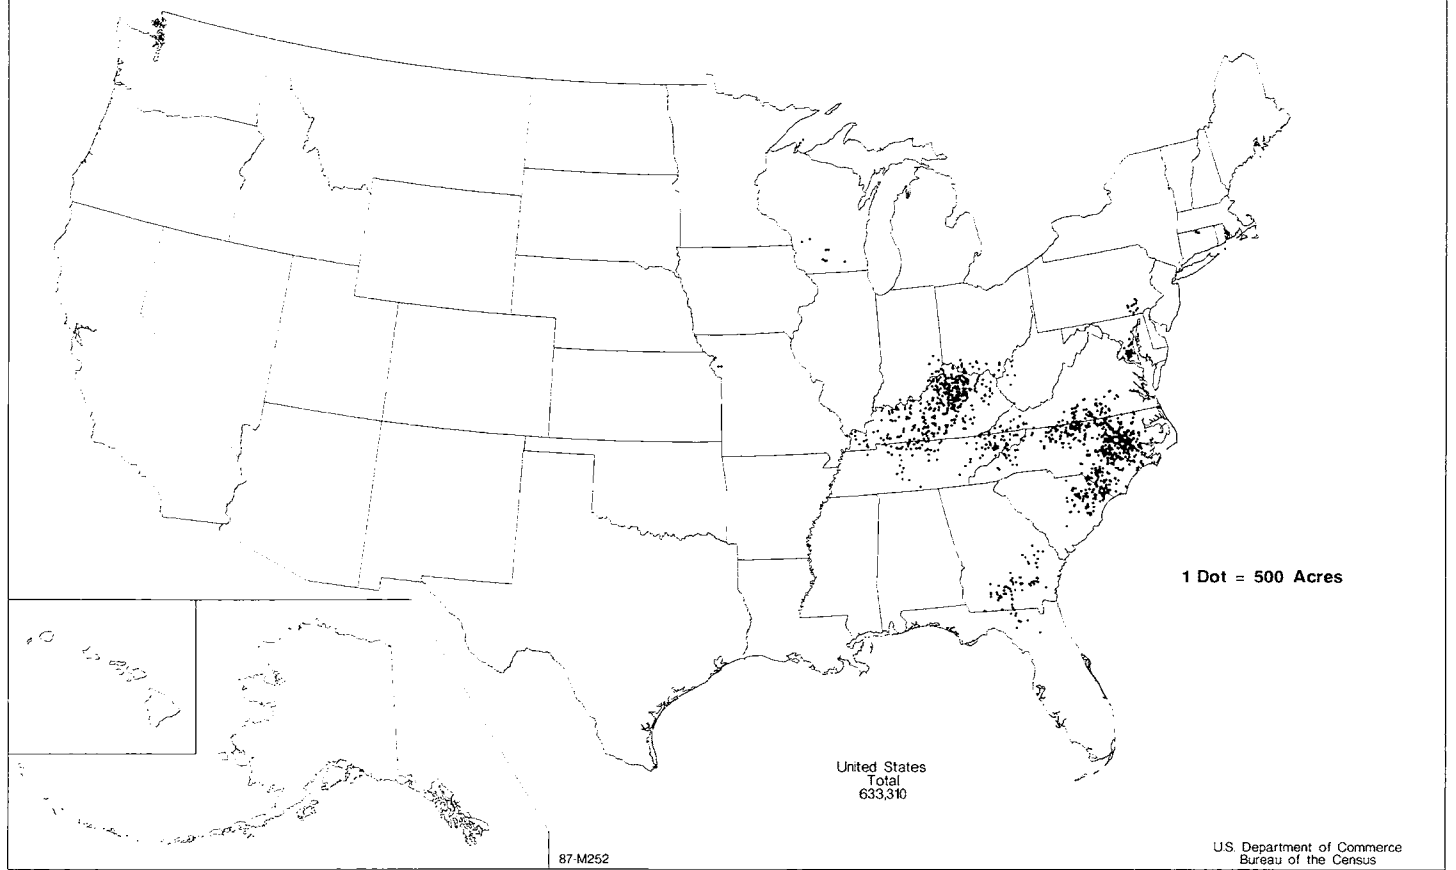 1 Dot = 500 Acres
United States
Total
633,310
87-M252
U.S. Department of Commerce
Bureau of the Census